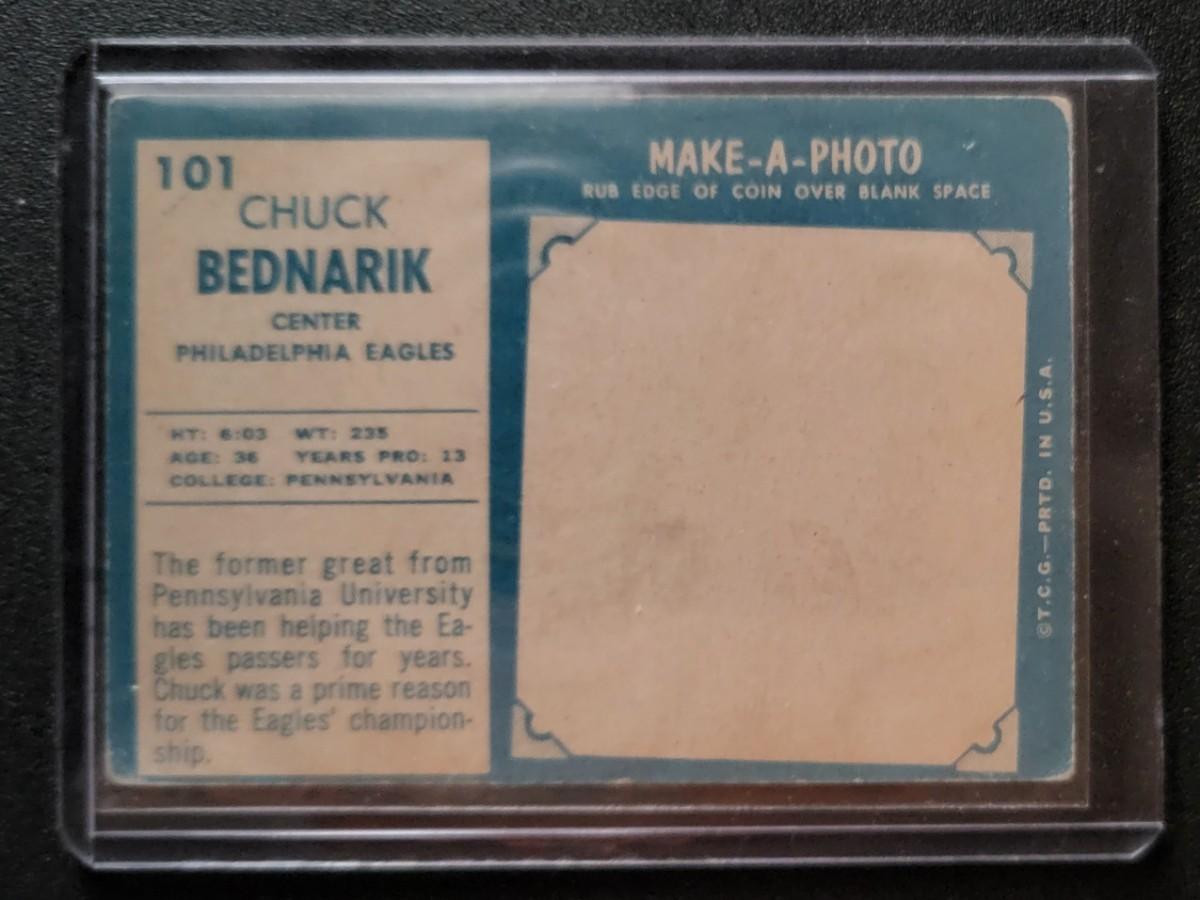 101
CHUCK
BEDNARIK
CENTER
PHILADELPHIA EAGLES
HT: 6:03 WT: 235
AGE: 36 YEARS PRO: 13
COLLEGE: PENNSYLVANIA
The former great from
Pennsylvania University
has been helping the Ea-
gles passers for years.
Chuck was a prime reason
for the Eagles' champion-
ship.
MAKE-A-PHOTO
RUB EDGE OF COIN OVER BLANK SPACE
©T.C.G.—PRTD. IN U.S.A.